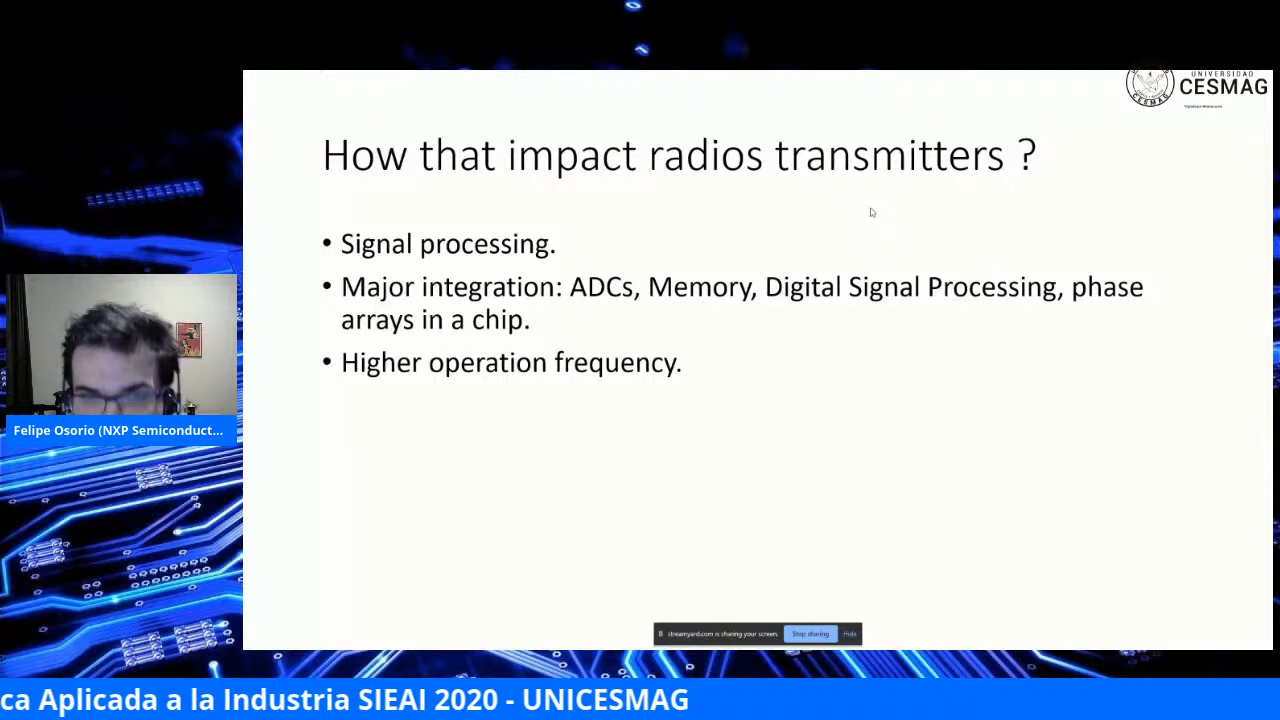 UNIVERSIDAD
CESMAG
CESMAG
How that impact radios transmitters ?
• Signal processing.
• Major integration: ADCs, Memory, Digital Signal Processing, phase
arrays in a chip.
• Higher operation frequency.
Felipe Osorio (NXP Semiconduct...
streamyard.com is sharing your screen.
Stop sharing
Hide
ca Aplicada a la Industria SIEAI 2020 - UNICESMAG